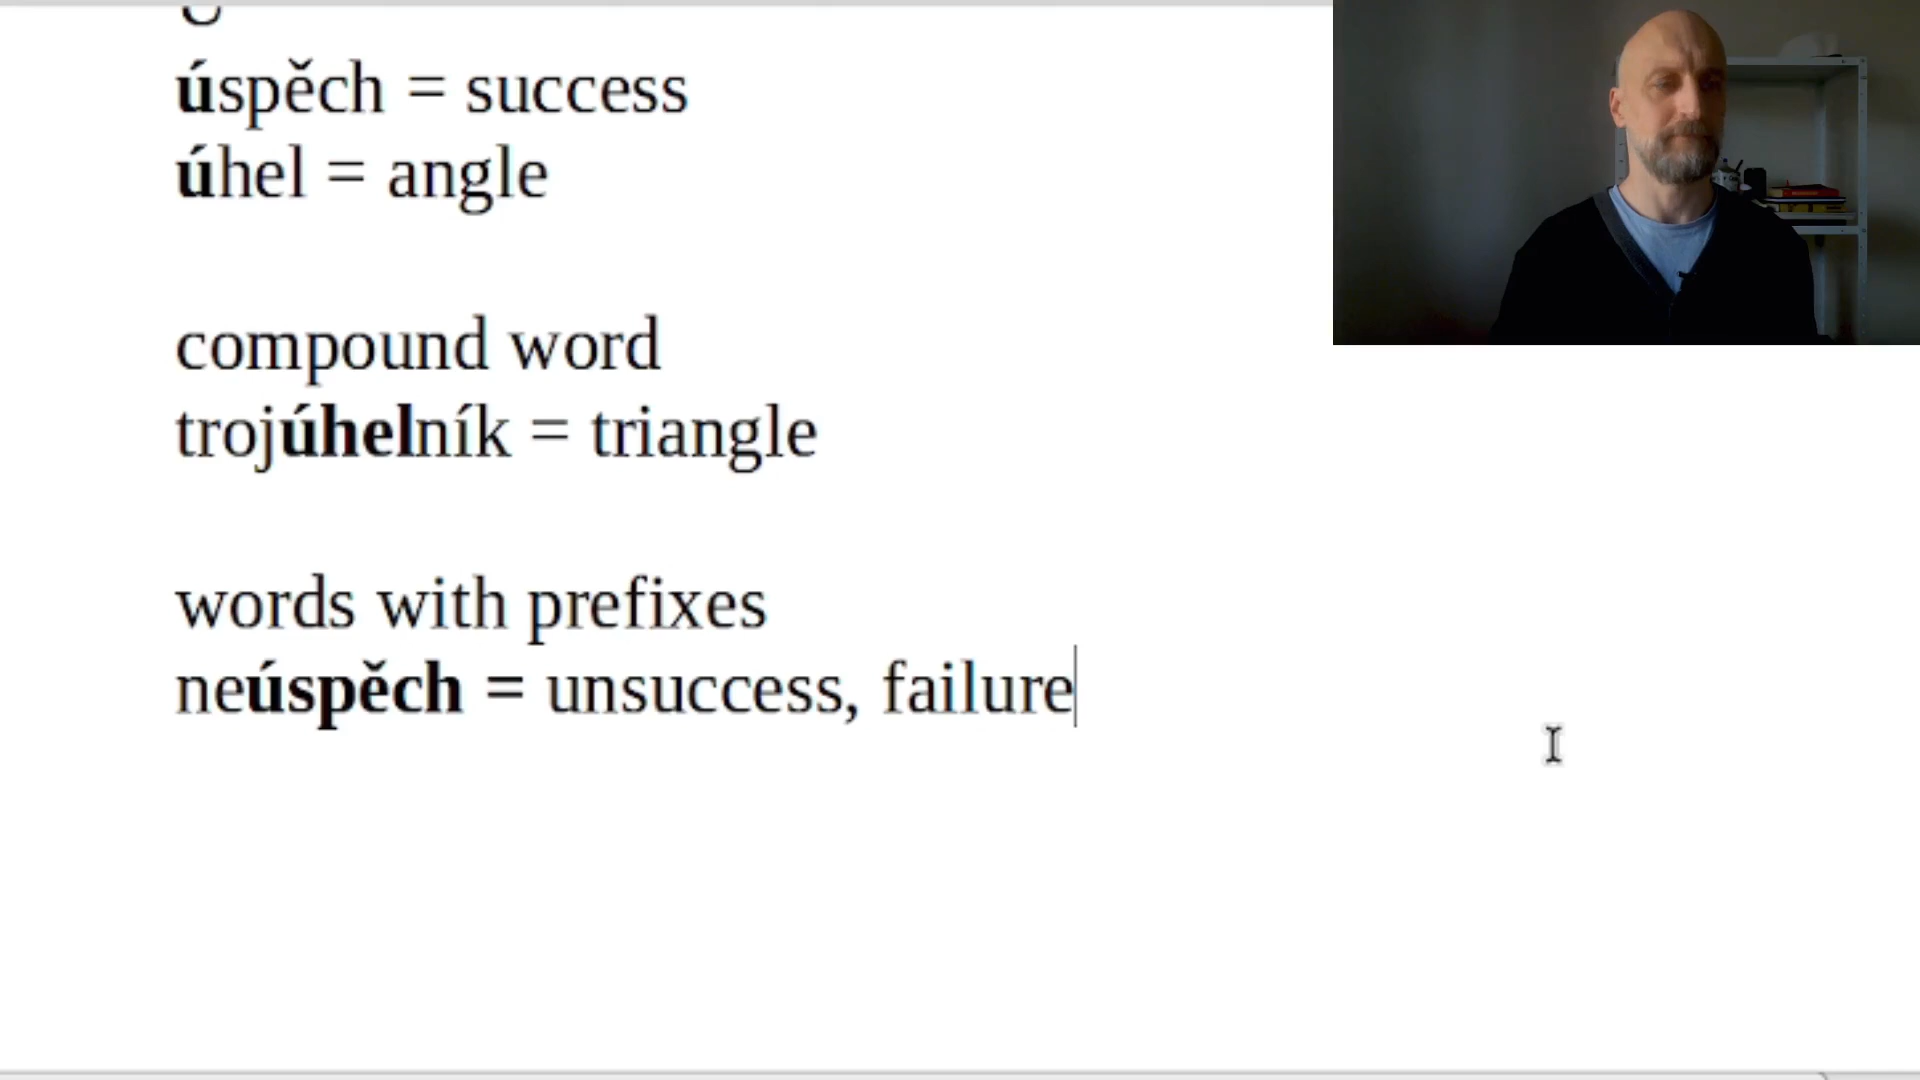 úspěch = success
úhel = angle
compound word
trojúhelník = triangle
words with prefixes
neúspěch = unsuccess, failure